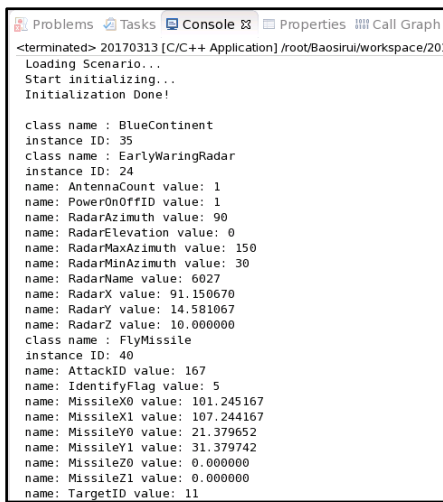 Problems Tasks Console Properties Call Graph
<terminated> 20170313 [C/C++ Application] /root/Baosirui/workspace/20
Loading Scenario...
Start initializing...
Initialization Done!
class name : BlueContinent
instance ID: 35
class name : EarlyWaringRadar
instance ID: 24
name: AntennaCount value: 1
name: PowerOnOffID value: 1
name: RadarAzimuth value: 90
name: RadarElevation value: 0
name: RadarMaxAzimuth value: 150
name: RadarMinAzimuth value: 30
name: RadarName value: 6027
name: RadarX value: 91.150670
name: RadarY value: 14.581067
name: RadarZ value: 10.000000
class name : FlyMissile
instance ID: 40
name: AttackID value: 167
name: IdentifyFlag value: 5
name: MissileX0 value: 101.245167
name: MissileX1 value: 107.244167
name: MissileY0 value: 21.379652
name: MissileY1 value: 31.379742
name: MissileZ0 value: 0.000000
name: MissileZ1 value: 0.000000
name: TargetID value: 11